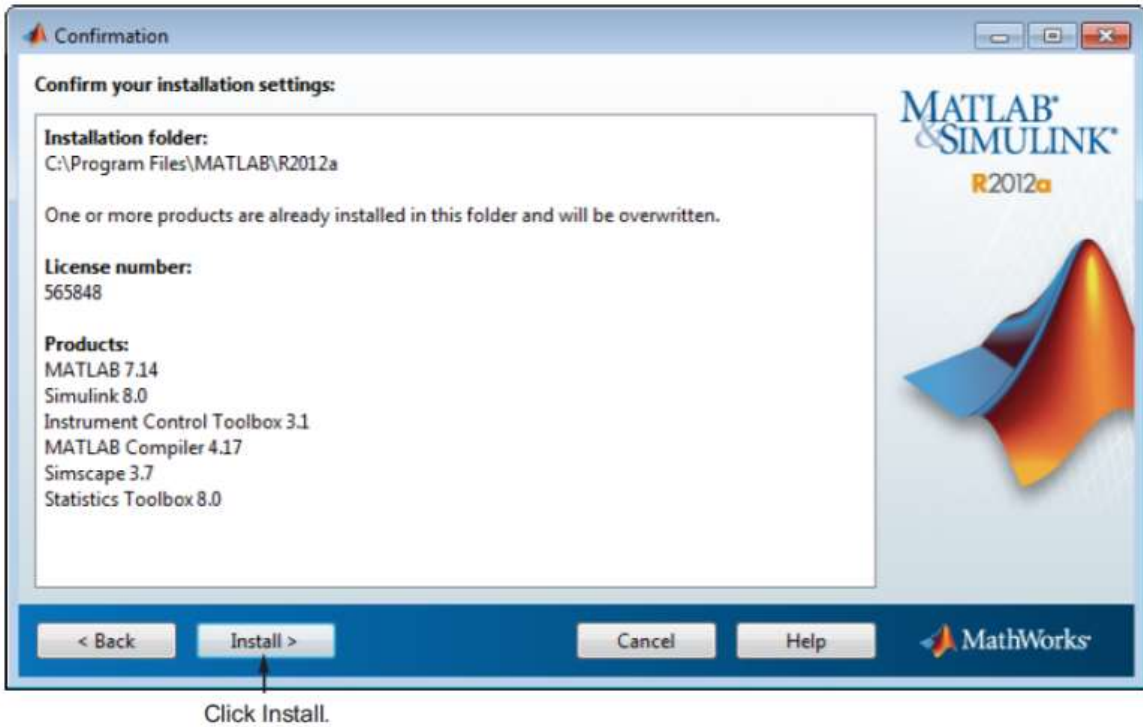 Confirmation
Confirm your installation settings:
Installation folder:
C:\Program Files\MATLAB\R2012a
One or more products are already installed in this folder and will be overwritten.
License number:
565848
Products:
MATLAB 7.14
Simulink 8.0
Instrument Control Toolbox 3.1
MATLAB Compiler 4.17
Simscape 3.7
Statistics Toolbox 8.0
MATLAB®
&SIMULINK®
R2012a
< Back
Install >
Cancel
Help
MathWorks®
Click Install.